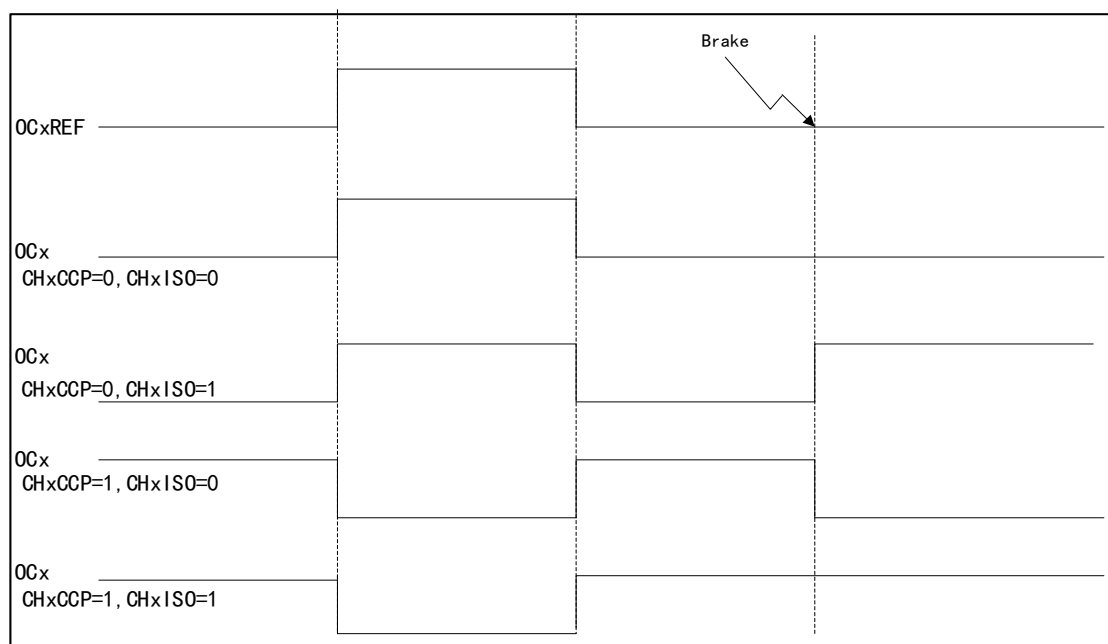 Brake
OCxREF
OCx
CHxCCP=0,CHxISO=0
OCx
CHxCCP=0,CHxISO=1
OCx
CHxCCP=1,CHxISO=0
OCx
CHxCCP=1,CHxISO=1